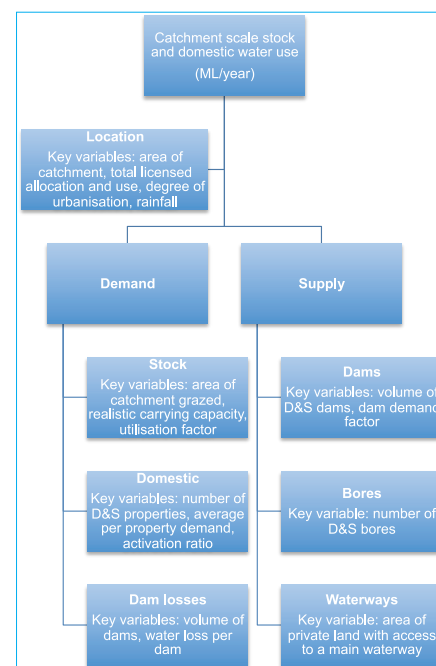 Catchment scale stock
and domestic water use
(ML/year)
Location
Key variables: area of
catchment, total licensed
allocation and use, degree of
urbanisation, rainfall
Demand
Supply
Stock
Key variables: area of
catchment grazed,
realistic carrying capacity,
utilisation factor
Dams
Key variables: volume of
D&S dams, dam demand
factor
Domestic
Key variables: number of
D&S properties, average
per property demand,
activation ratio
Bores
Key variable: number of
D&S bores
Dam losses
Key variables: volume of
dams, water loss per
dam
Waterways
Key variable: area of
private land with access
to a main waterway